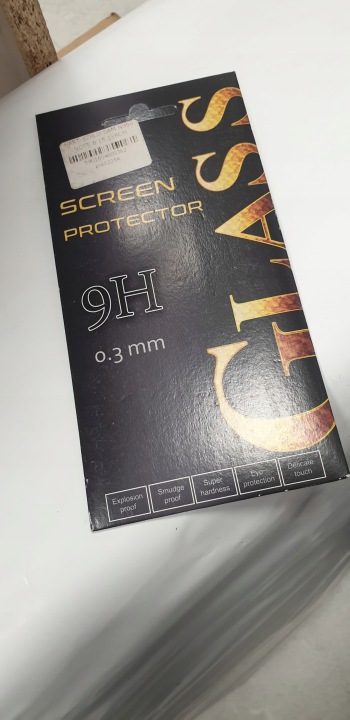 SCREEN
PROTECTOR
GLASS
9H
0.3 mm
Explosion
proof
Smudge
proof
Super
hardness
Eye
protection
Delicate
touch